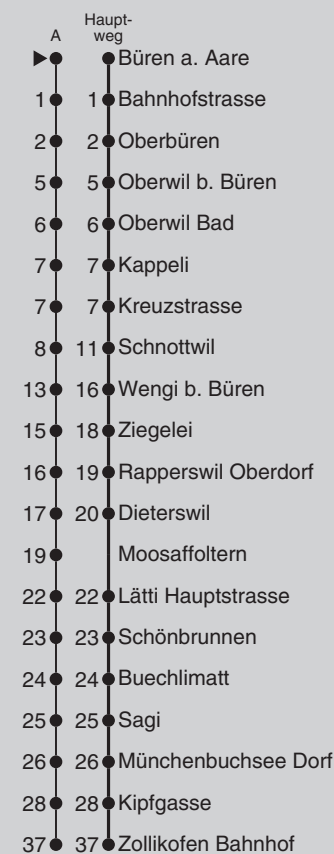 A Haupt-
weg
Büren a. Aare
1 1 Bahnhofstrasse
2 2 Oberbüren
5 5 Oberwil b. Büren
6 6 Oberwil Bad
7 7 Kappeli
7 7 Kreuzstrasse
8 11 Schnottwil
13 16 Wengi b. Büren
15 18 Ziegelei
16 19 Rapperswil Oberdorf
17 20 Dieterswil
19 Moosaffoltern
22 22 Lätti Hauptstrasse
23 23 Schönbrunnen
24 24 Buechlimatt
25 25 Sagi
26 26 Münchenbuchsee Dorf
28 28 Kipfgasse
37 37 Zollikofen Bahnhof